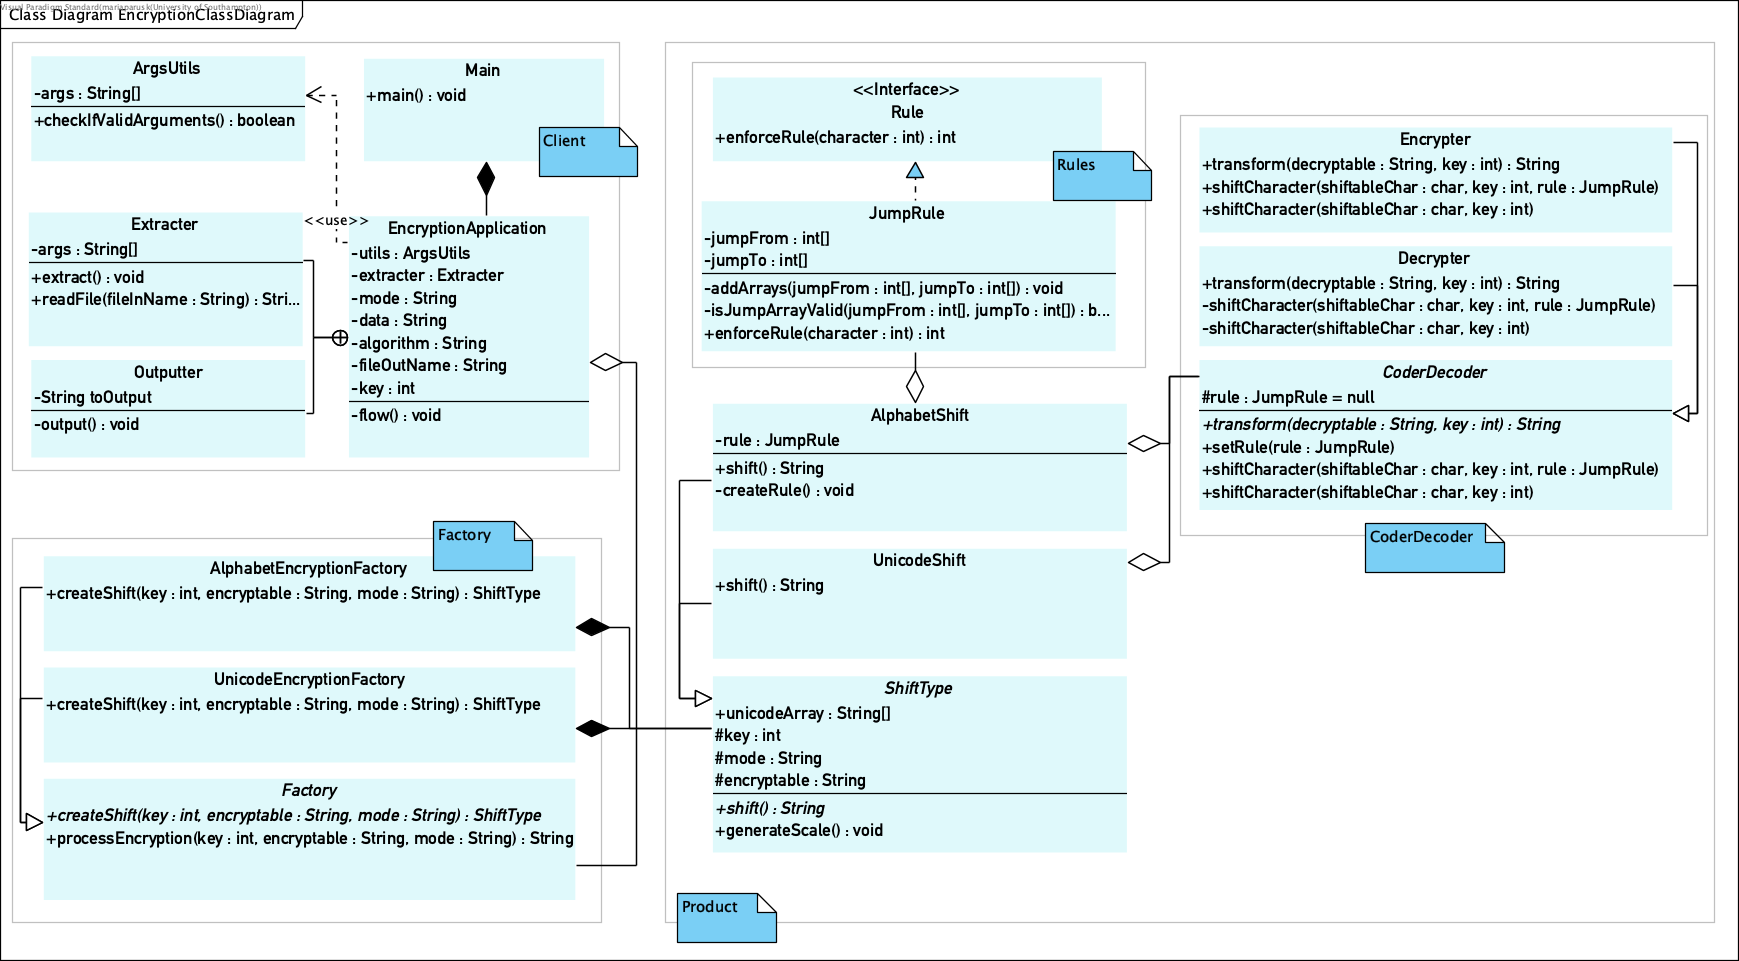 Visual Paradigm Standard(mariaparusk(University of Southampton))
Class Diagram EncryptionClassDiagram
ArgsUtils
-args : String[]
+checkIfValidArguments() : boolean
Main
+main() : void
Client
<<use>>
Extracter
-args : String[]
+extract() : void
+readFile(fileInName : String) : Stri...
Outputter
-String toOutput
-output() : void
EncryptionApplication
-utils : ArgsUtils
-extracter : Extracter
-mode : String
-data : String
-algorithm : String
-fileOutName : String
-key : int
-flow() : void
<<Interface>>
Rule
+enforceRule(character : int) : int
Rules
JumpRule
-jumpFrom : int[]
-jumpTo : int[]
-addArrays(jumpFrom : int[], jumpTo : int[]) : void
-isJumpArrayValid(jumpFrom : int[], jumpTo : int[]) : b...
+enforceRule(character : int) : int
Encrypter
+transform(decryptable : String, key : int) : String
+shiftCharacter(shiftableChar : char, key : int, rule : JumpRule)
+shiftCharacter(shiftableChar : char, key : int)
Decrypter
+transform(decryptable : String, key : int) : String
-shiftCharacter(shiftableChar : char, key : int, rule : JumpRule)
-shiftCharacter(shiftableChar : char, key : int)
CoderDecoder
#rule : JumpRule = null
+transform(decryptable : String, key : int) : String
+setRule(rule : JumpRule)
+shiftCharacter(shiftableChar : char, key : int, rule : JumpRule)
+shiftCharacter(shiftableChar : char, key : int)
CoderDecoder
AlphabetShift
-rule : JumpRule
+shift() : String
-createRule() : void
UnicodeShift
+shift() : String
ShiftType
+unicodeArray : String[]
#key : int
#mode : String
#encryptable : String
+shift() : String
+generateScale() : void
Product
Factory
AlphabetEncryptionFactory
+createShift(key : int, encryptable : String, mode : String) : ShiftType
UnicodeEncryptionFactory
+createShift(key : int, encryptable : String, mode : String) : ShiftType
Factory
+createShift(key : int, encryptable : String, mode : String) : ShiftType
+processEncryption(key : int, encryptable : String, mode : String) : String